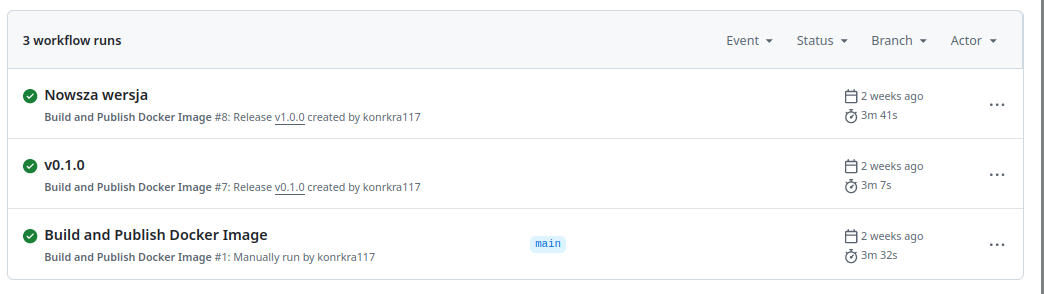 3 workflow runs Event Status Branch Actor
Nowsza wersja 2 weeks ago
Build and Publish Docker Image #8: Release v1.0.0 created by konrkra117 3m 41s
v0.1.0 2 weeks ago
Build and Publish Docker Image #7: Release v0.1.0 created by konrkra117 3m 7s
Build and Publish Docker Image main 2 weeks ago
Build and Publish Docker Image #1: Manually run by konrkra117 3m 32s